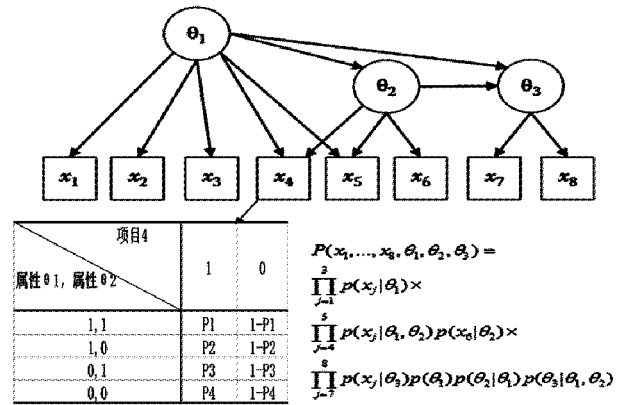 θ₁
θ₂
θ₃
x₁ x₂ x₃ x₄ x₅ x₆ x₇ x₈
项目4
属性θ1, 属性θ2
1 0
1,1 P1 1-P1
1,0 P2 1-P2
0,1 P3 1-P3
0,0 P4 1-P4
P(x₁,...,x₈,θ₁,θ₂,θ₃) =
∏_{j=1}^{3} p(xⱼ|θ₁)×
∏_{j=4}^{5} p(xⱼ|θ₁,θ₂)p(x₆|θ₂)×
∏_{j=7}^{8} p(xⱼ|θ₃)p(θ₁)p(θ₂|θ₁)p(θ₃|θ₁,θ₂)